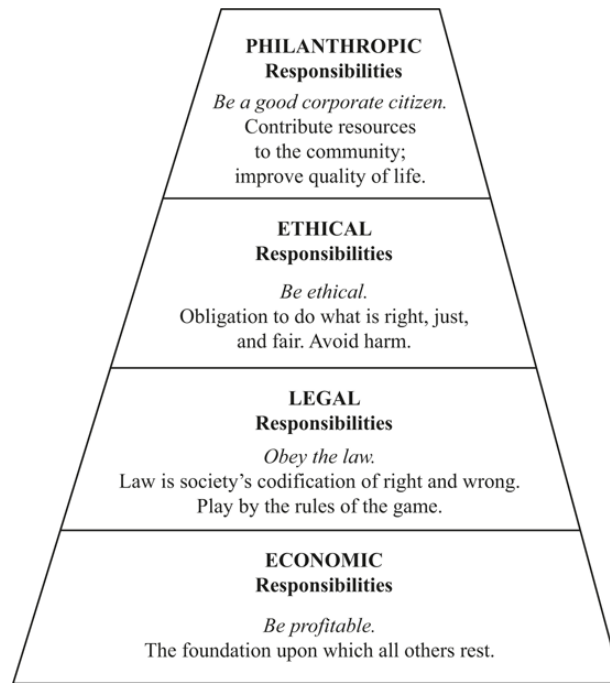 PHILANTHROPIC
Responsibilities
Be a good corporate citizen.
Contribute resources
to the community;
improve quality of life.
ETHICAL
Responsibilities
Be ethical.
Obligation to do what is right, just,
and fair. Avoid harm.
LEGAL
Responsibilities
Obey the law.
Law is society’s codification of right and wrong.
Play by the rules of the game.
ECONOMIC
Responsibilities
Be profitable.
The foundation upon which all others rest.